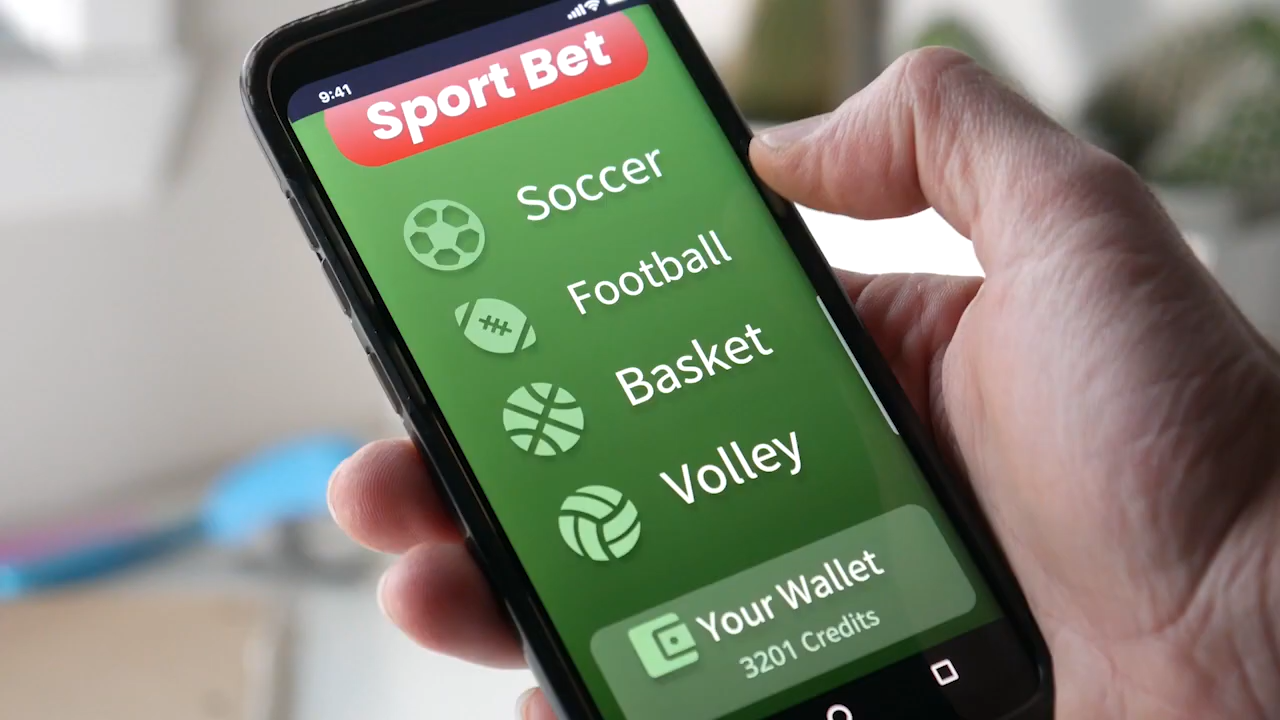 9:41
Sport Bet
Soccer
Football
Basket
Volley
Your Wallet
3201 Credits